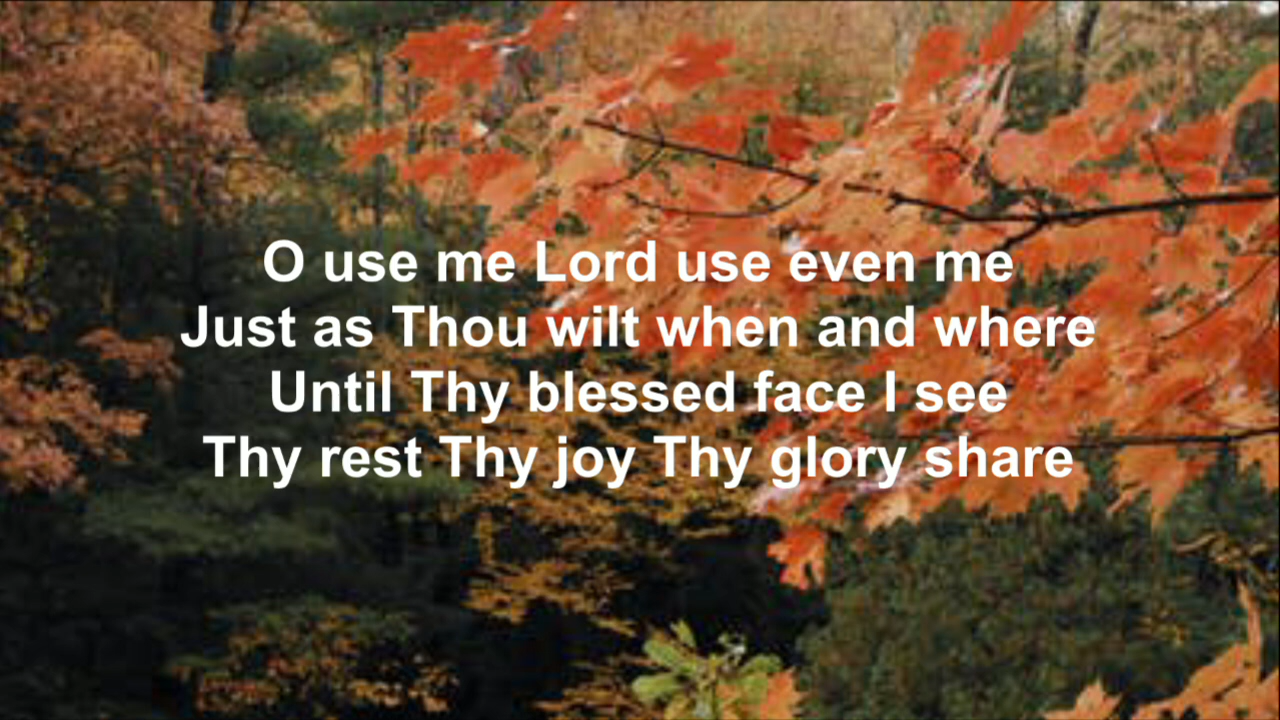 O use me Lord use even me
Just as Thou wilt when and where
Until Thy blessed face I see
Thy rest Thy joy Thy glory share